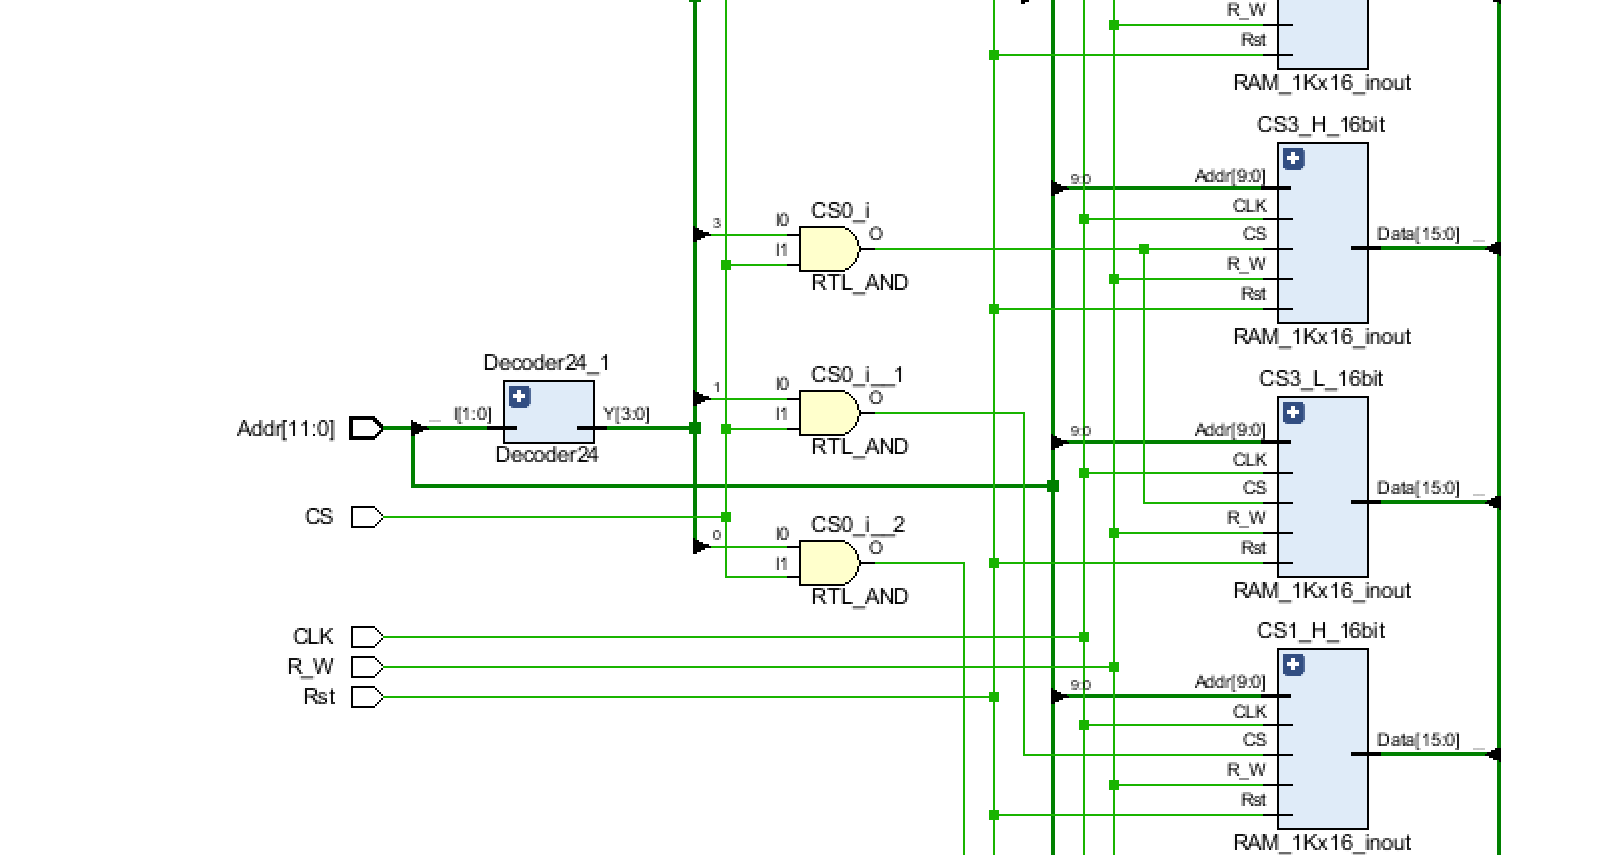 R_W
Rst
RAM_1Kx16_inout
CS3_H_16bit
9:0
Addr[9:0]
CLK
CS
Data[15:0]
R_W
Rst
RAM_1Kx16_inout
CS0_i
3
I0
O
I1
RTL_AND
Decoder24_1
Addr[11:0]
I[1:0]
Y[3:0]
Decoder24
CS0_i__1
1
I0
O
I1
RTL_AND
CS3_L_16bit
9:0
Addr[9:0]
CLK
CS
Data[15:0]
R_W
Rst
RAM_1Kx16_inout
CS
CS0_i__2
0
I0
O
I1
RTL_AND
CLK
R_W
Rst
CS1_H_16bit
9:0
Addr[9:0]
CLK
CS
Data[15:0]
R_W
Rst
RAM_1Kx16_inout